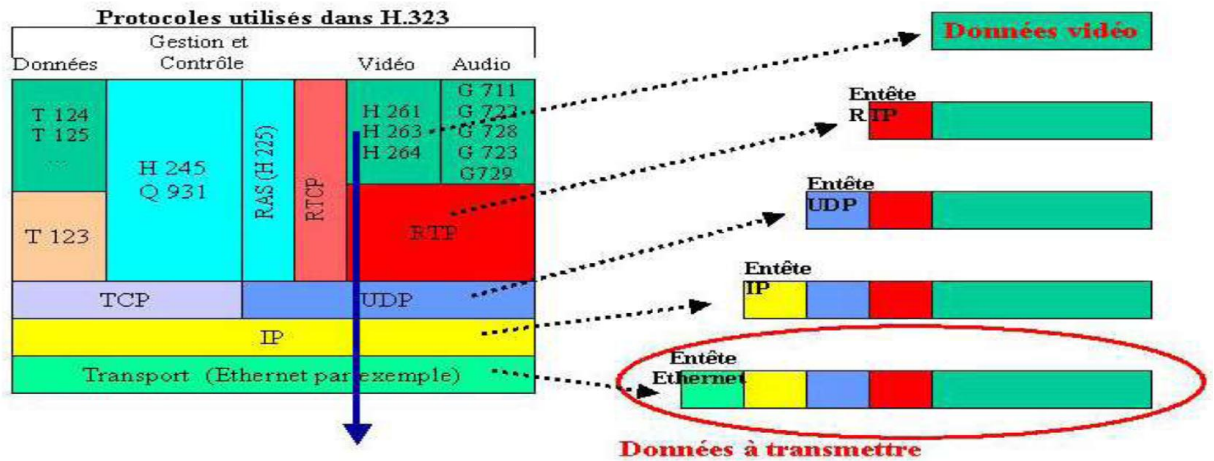 Protocoles utilisés dans H.323
Gestion et
Contrôle
Données
Vidéo
Audio
T 124
T 125
...
T 123
H 245
Q 931
RAS (H 225)
RTCP
H 261
H 263
H 264
G 711
G 722
G 728
G 723
G729
RTP
TCP
UDP
IP
Transport (Ethernet par exemple)
Données vidéo
Entête
RTP
Entête
UDP
Entête
IP
Entête
Ethernet
Données à transmettre